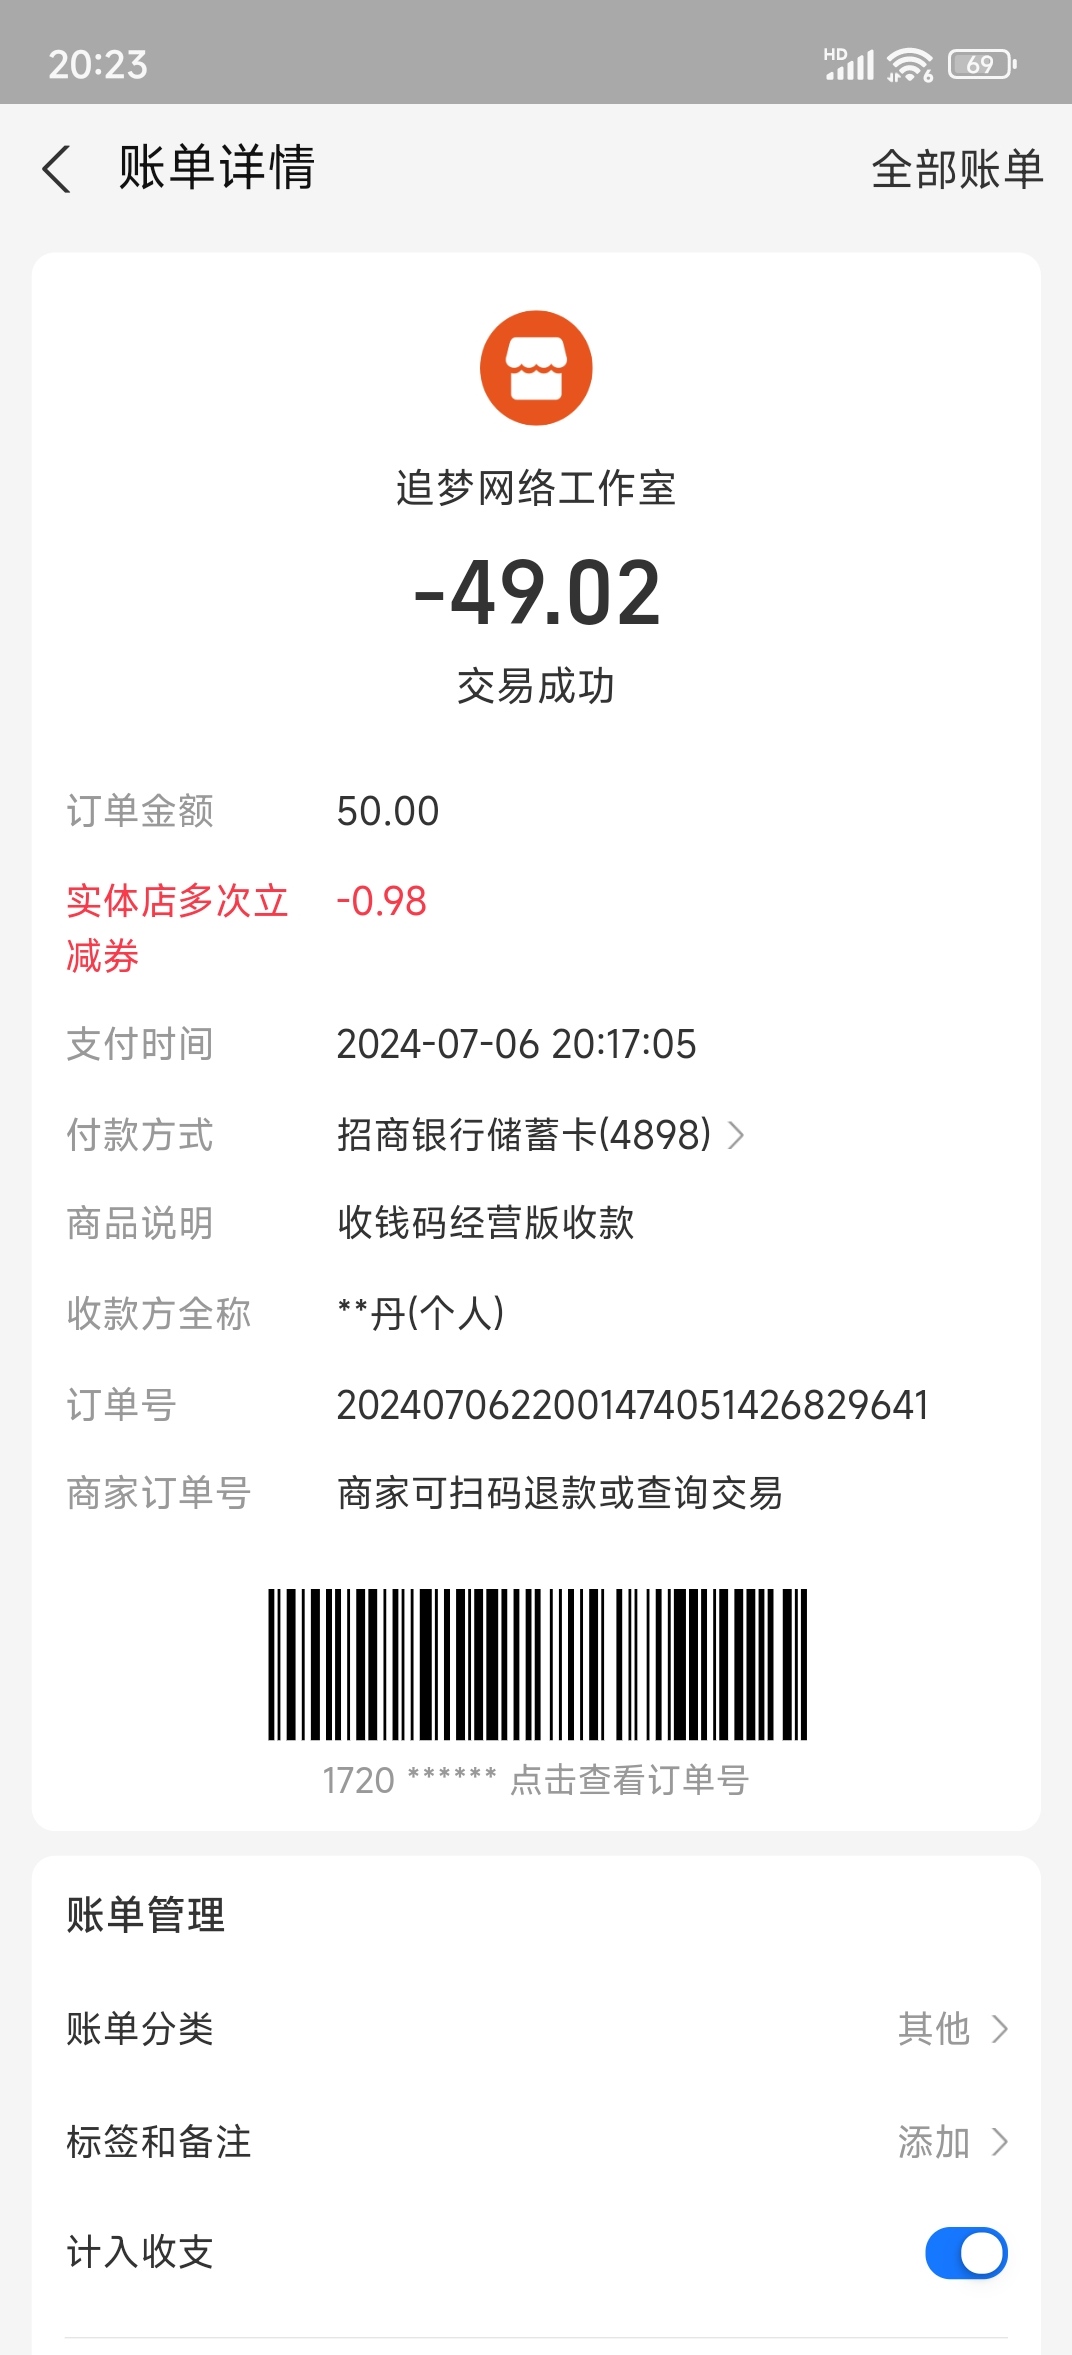 20:23
HD 6 69
账单详情 全部账单
追梦网络工作室
-49.02
交易成功
订单金额 50.00
实体店多次立 -0.98
减券
支付时间 2024-07-06 20:17:05
付款方式 招商银行储蓄卡(4898)
商品说明 收钱码经营版收款
收款方全称 **丹(个人)
订单号 2024070622001474051426829641
商家订单号 商家可扫码退款或查询交易
1720 ****** 点击查看订单号
账单管理
账单分类 其他
标签和备注 添加
计入收支